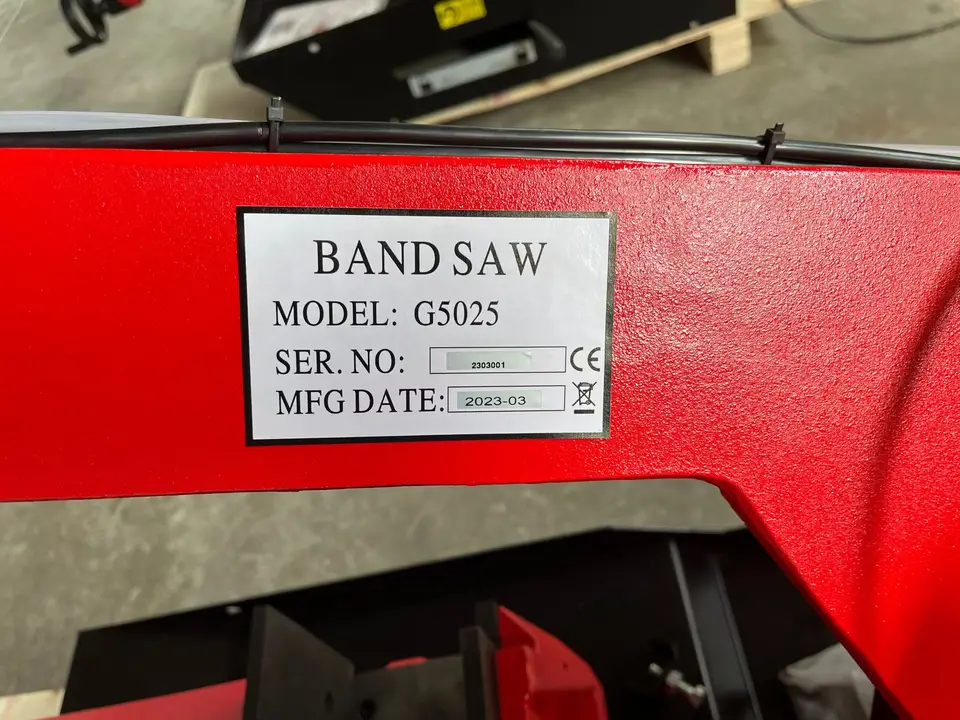 BAND SAW
MODEL: G5025
SER. NO: 2303001 CE
MFG DATE: 2023-03